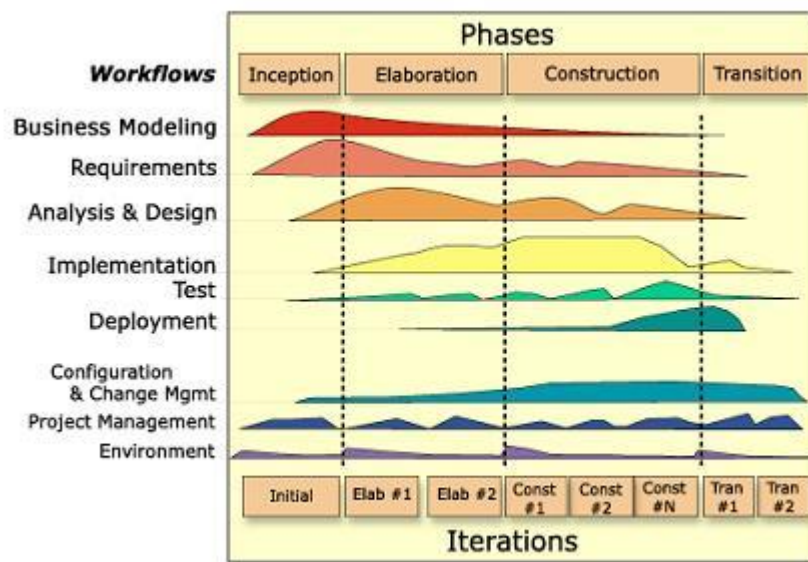 Phases
Workflows
Inception
Elaboration
Construction
Transition
Business Modeling
Requirements
Analysis & Design
Implementation
Test
Deployment
Configuration
& Change Mgmt
Project Management
Environment
Initial
Elab #1
Elab #2
Const
#1
Const
#2
Const
#N
Tran
#1
Tran
#2
Iterations